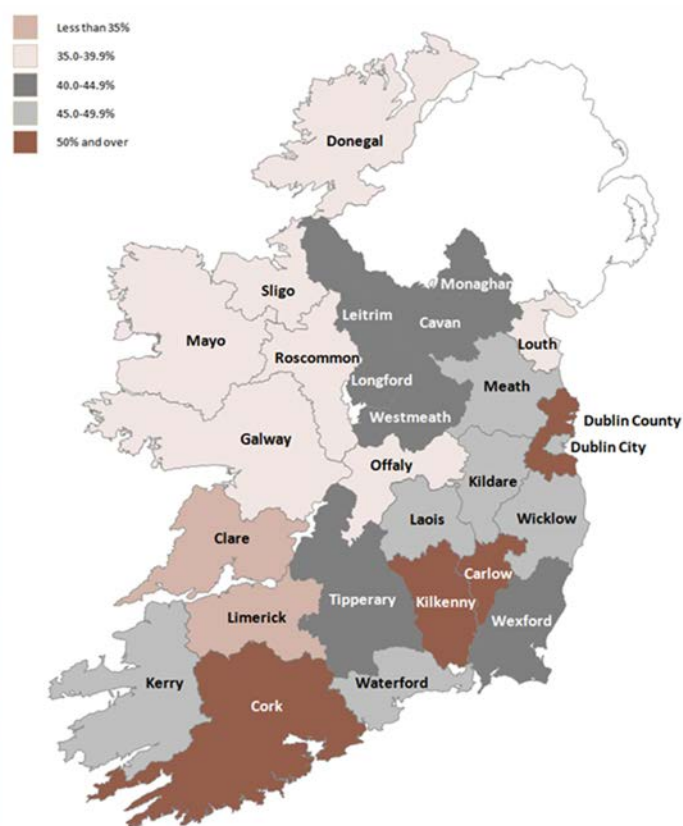 Less than 35%
35.0-39.9%
40.0-44.9%
45.0-49.9%
50% and over
Donegal
Monaghan
Sligo
Leitrim
Cavan
Mayo
Louth
Roscommon
Longford
Meath
Westmeath
Dublin County
Galway
Dublin City
Offaly
Kildare
Laois
Wicklow
Clare
Carlow
Tipperary
Kilkenny
Limerick
Wexford
Kerry
Waterford
Cork